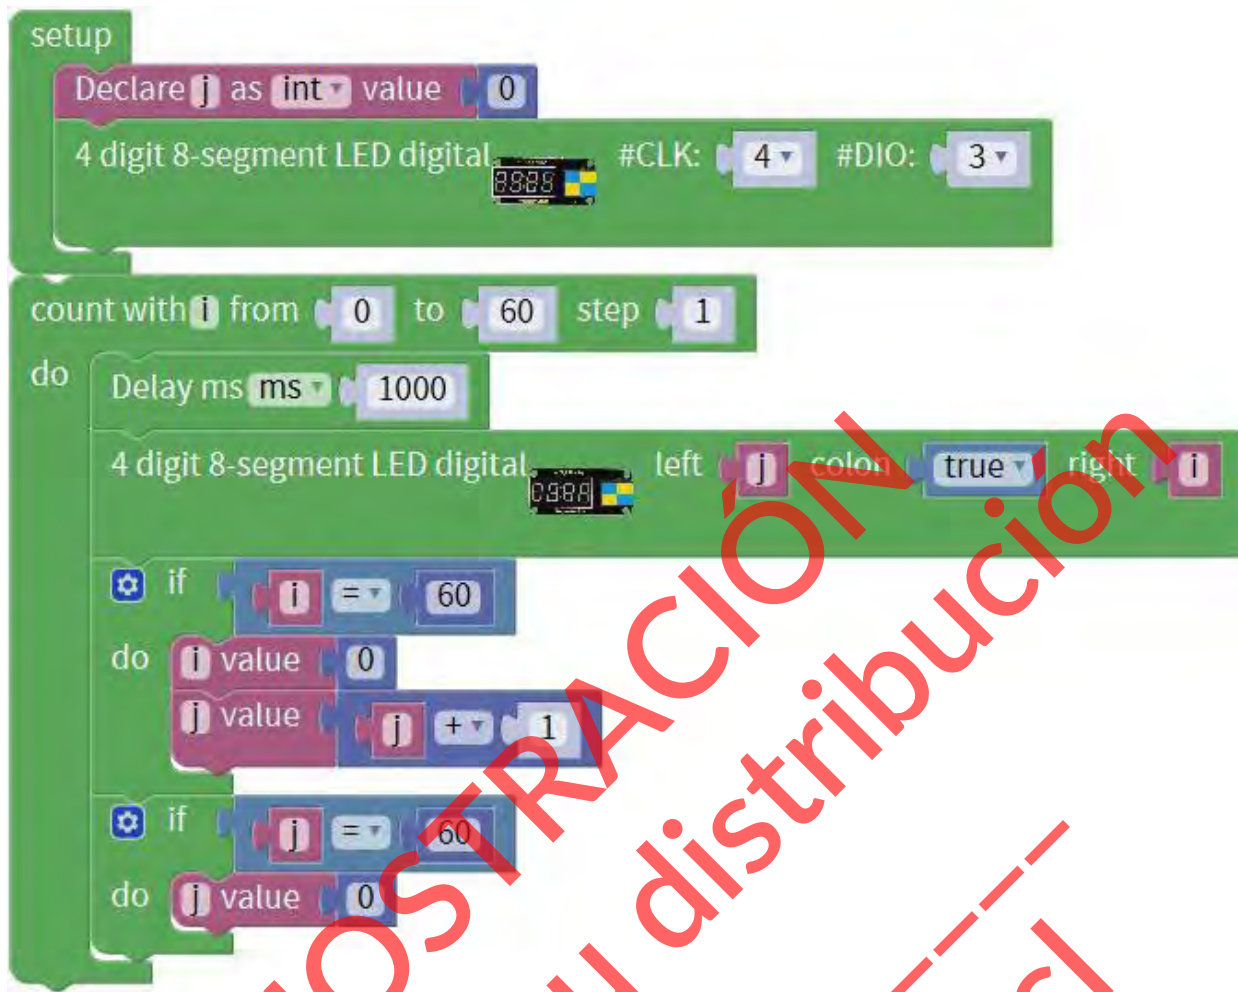 setup
Declare j as int value 0
4 digit 8-segment LED digital #CLK: 4 #DIO: 3
count with i from 0 to 60 step 1
do Delay ms ms 1000
4 digit 8-segment LED digital left j colon true right i
if i = 60
do i value 0
j value j + 1
if j = 60
do j value 0
OSTRACIÓN
u distribución